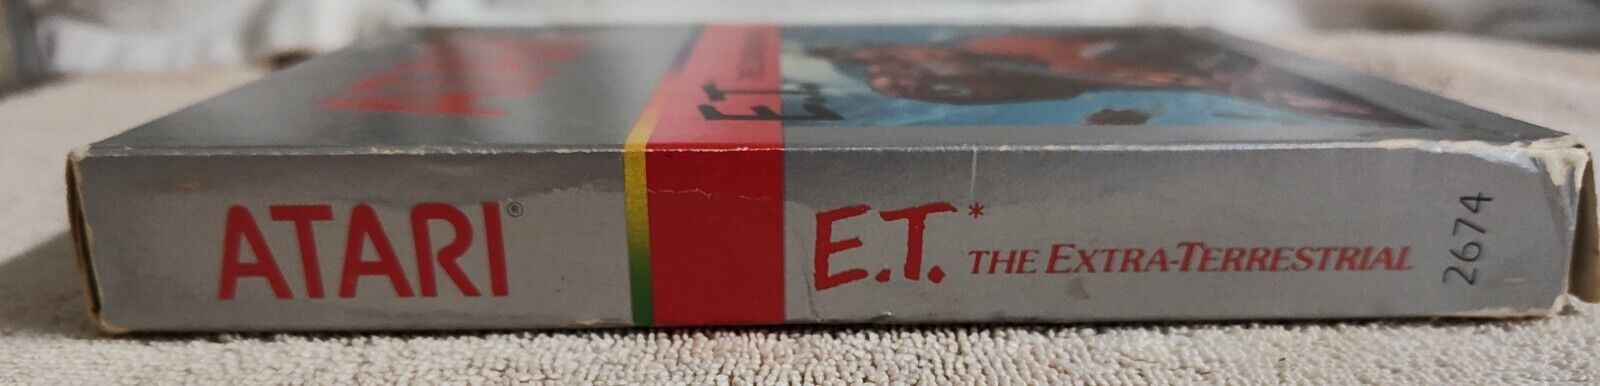 ATARI®
E.T.* THE EXTRA-TERRESTRIAL
2674
E.T.